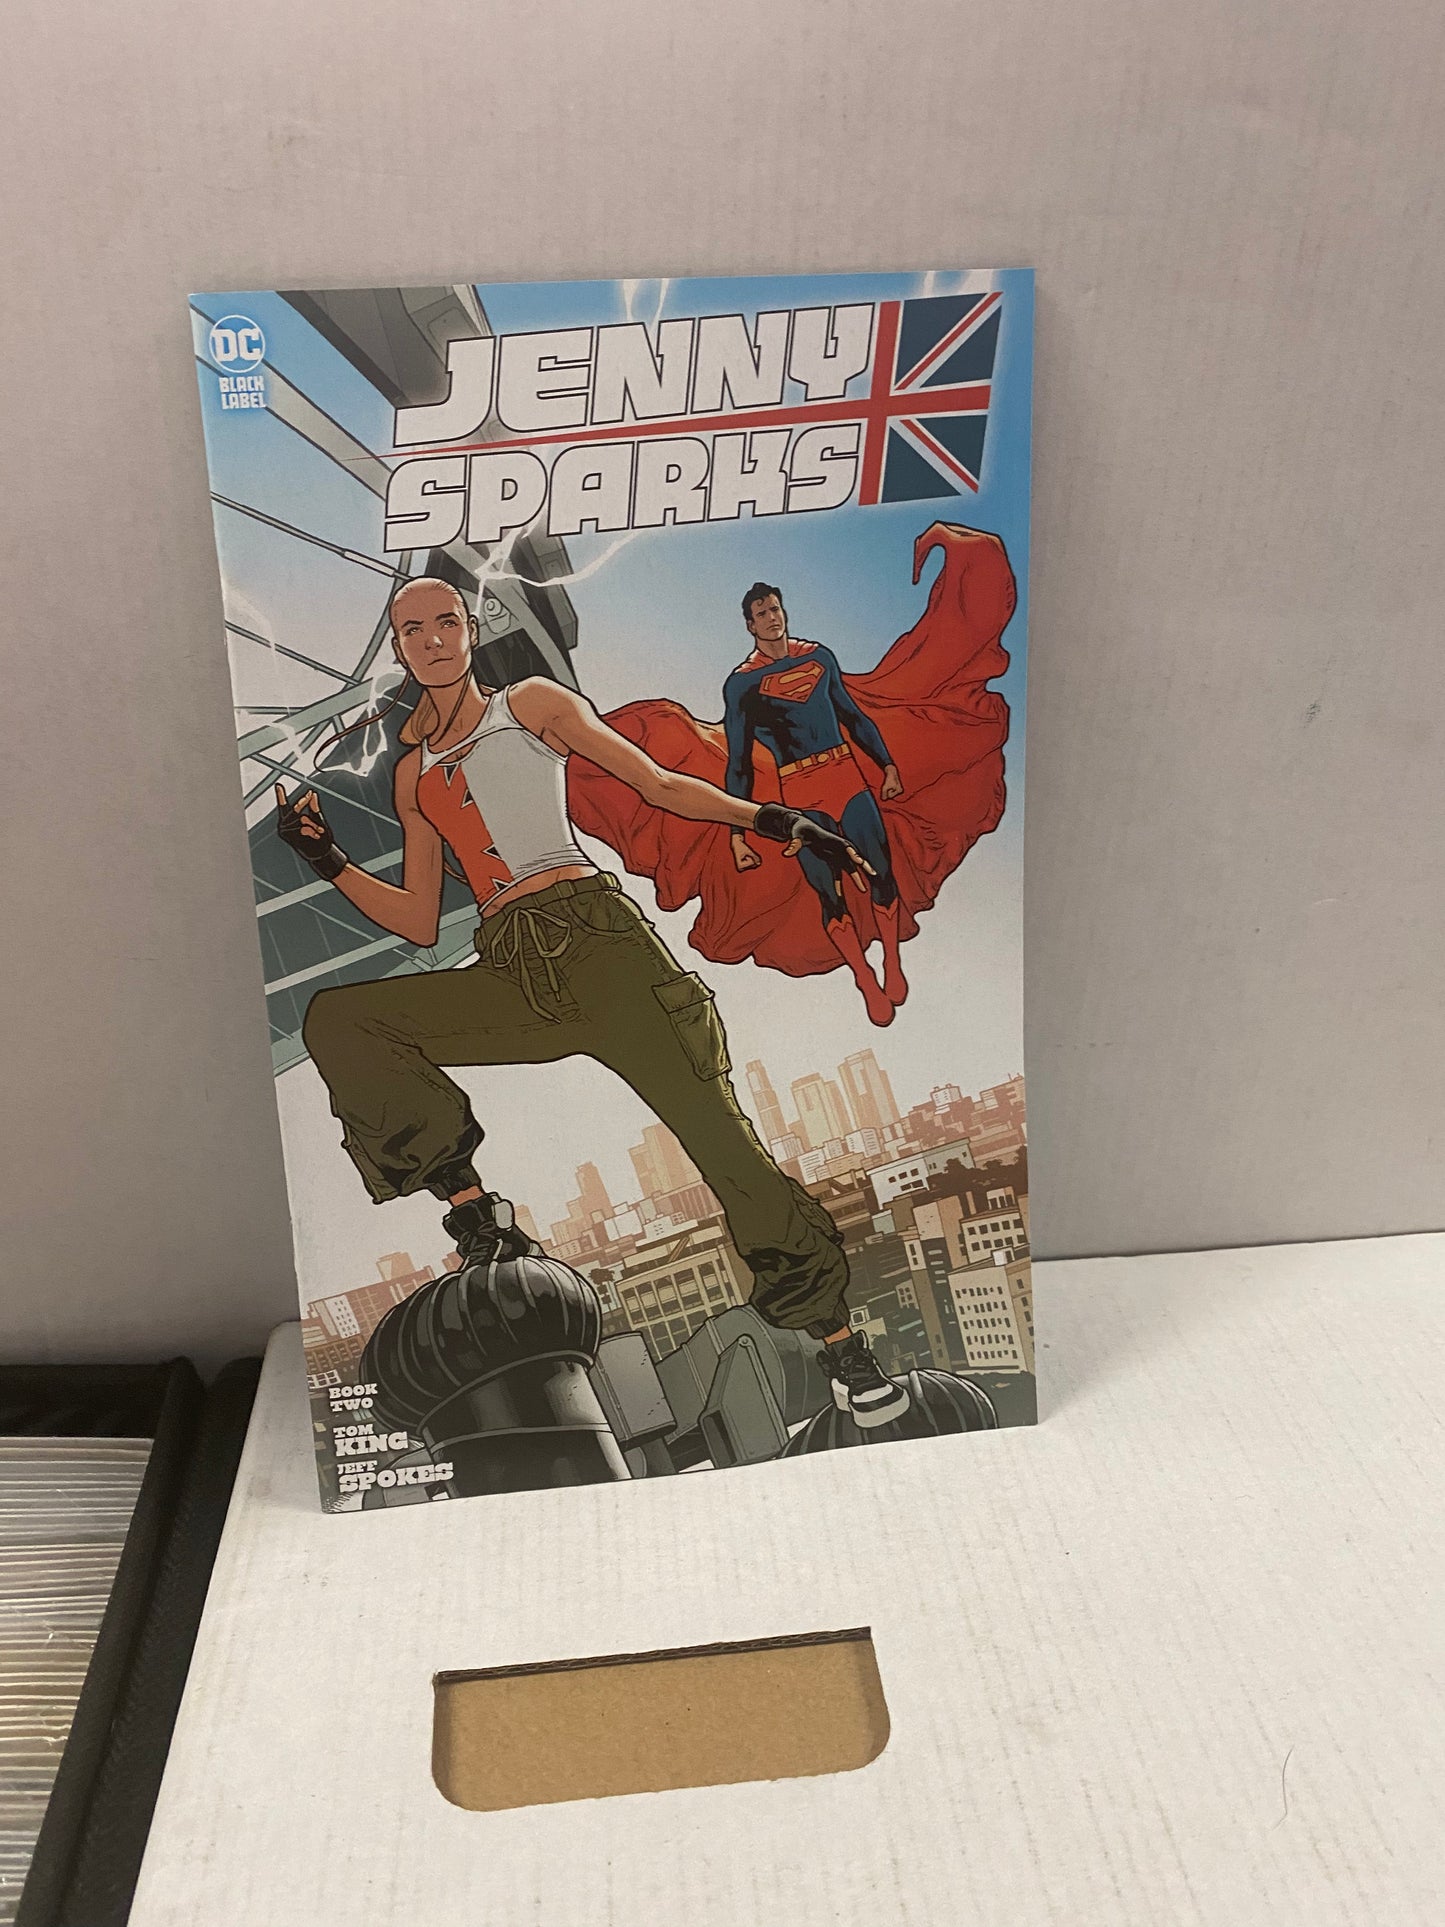 DC
BLACK
LABEL
JENNY
SPARKS
S
BOOK
TWO
TOM
KING
JEFF
SPOKES